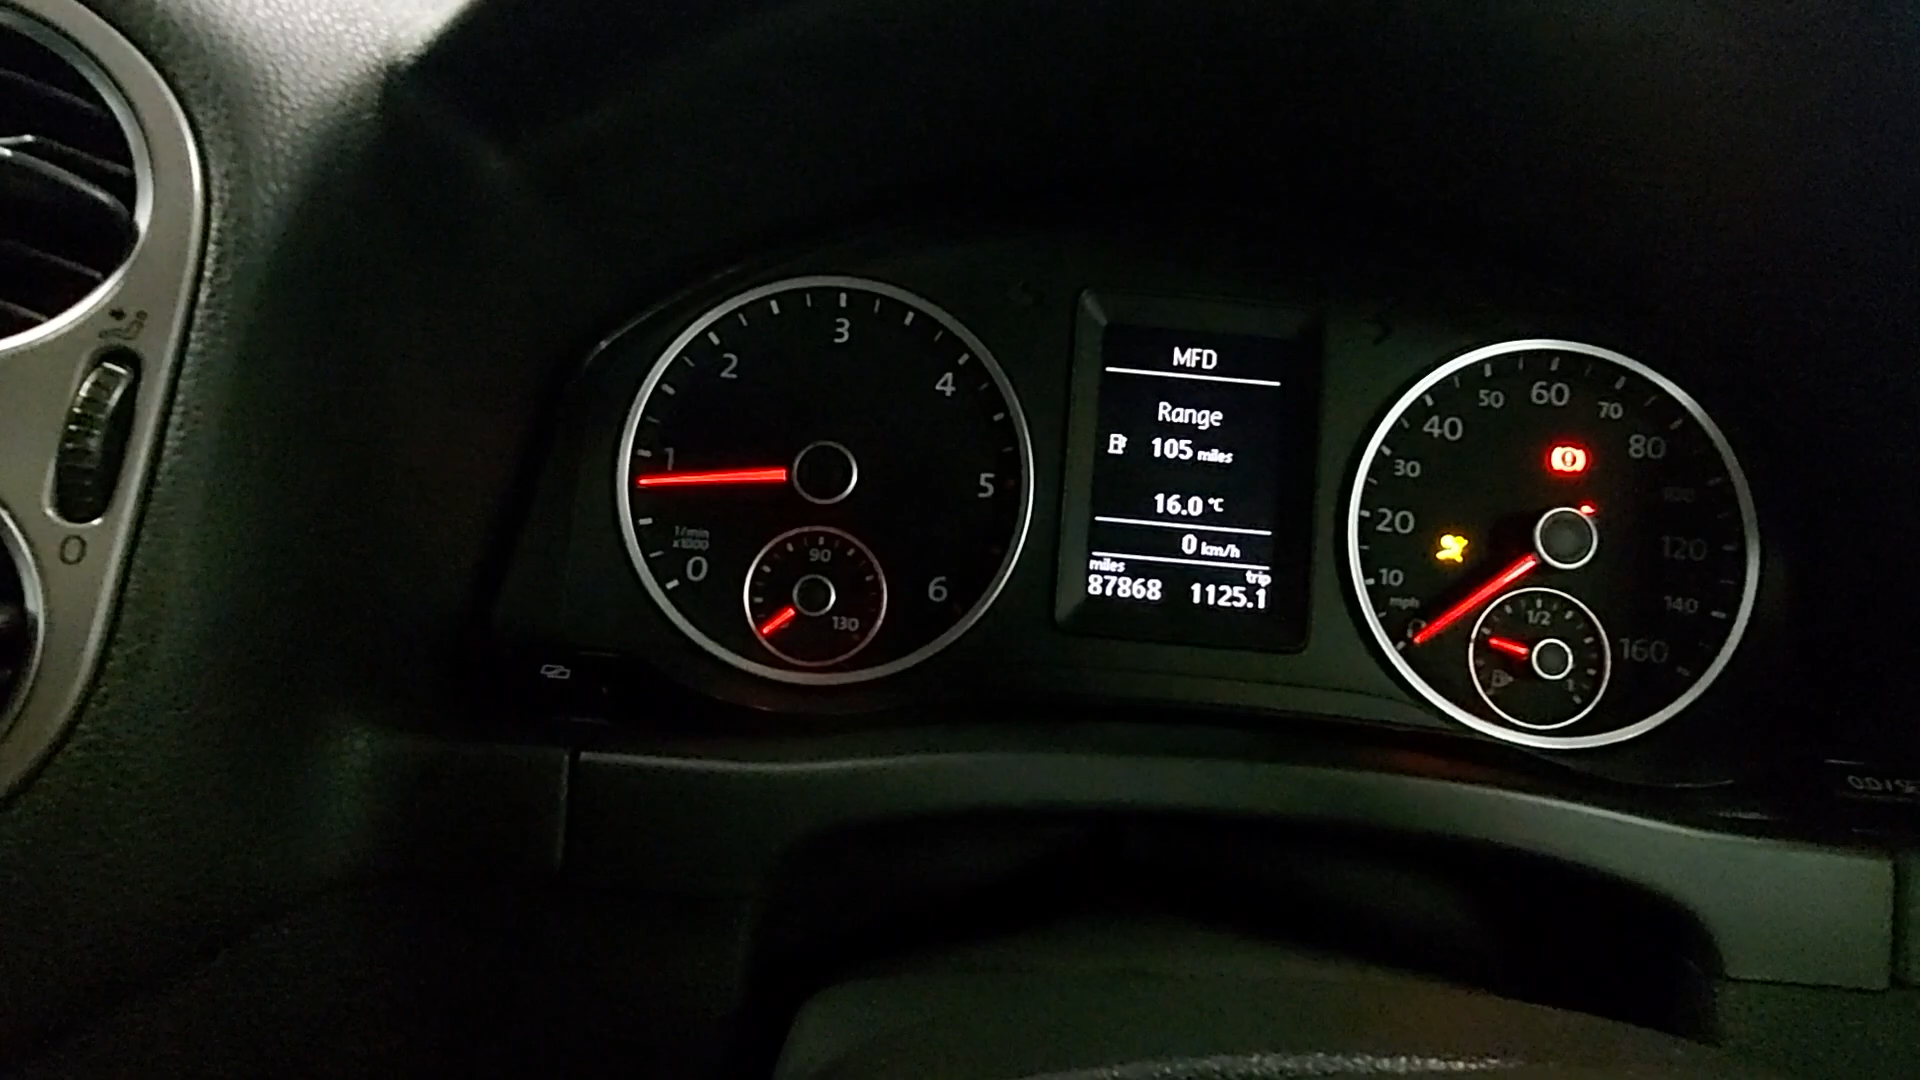 0
1
2
3
4
5
6
1/min
x1000
90
130
MFD
Range
105 miles
16.0 °C
0 km/h
miles trip
87868 1125.1
10
20
30
40
50
60
70
80
100
120
140
160
mph
1/2